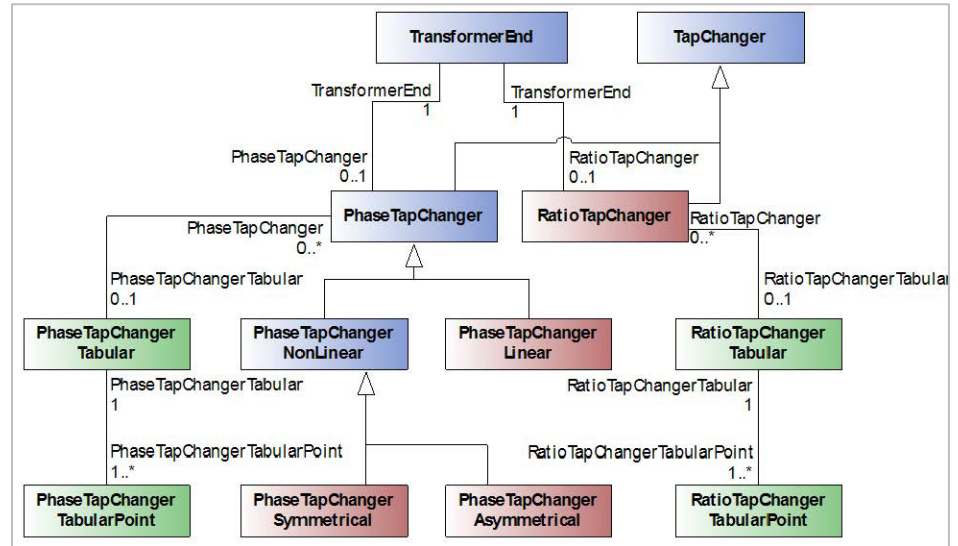 TransformerEnd
TapChanger
TransformerEnd
1
TransformerEnd
1
PhaseTapChanger
0..1
RatioTapChanger
0..1
PhaseTapChanger
RatioTapChanger
PhaseTapChanger
0..*
RatioTapChanger
0..*
PhaseTapChangerTabular
0..1
RatioTapChangerTabular
0..1
PhaseTapChanger
Tabular
PhaseTapChanger
NonLinear
PhaseTapChanger
Linear
RatioTapChanger
Tabular
PhaseTapChangerTabular
1
RatioTapChangerTabular
1
PhaseTapChangerTabularPoint
1..*
RatioTapChangerTabularPoint
1..*
PhaseTapChanger
TabularPoint
PhaseTapChanger
Symmetrical
PhaseTapChanger
Asymmetrical
RatioTapChanger
TabularPoint